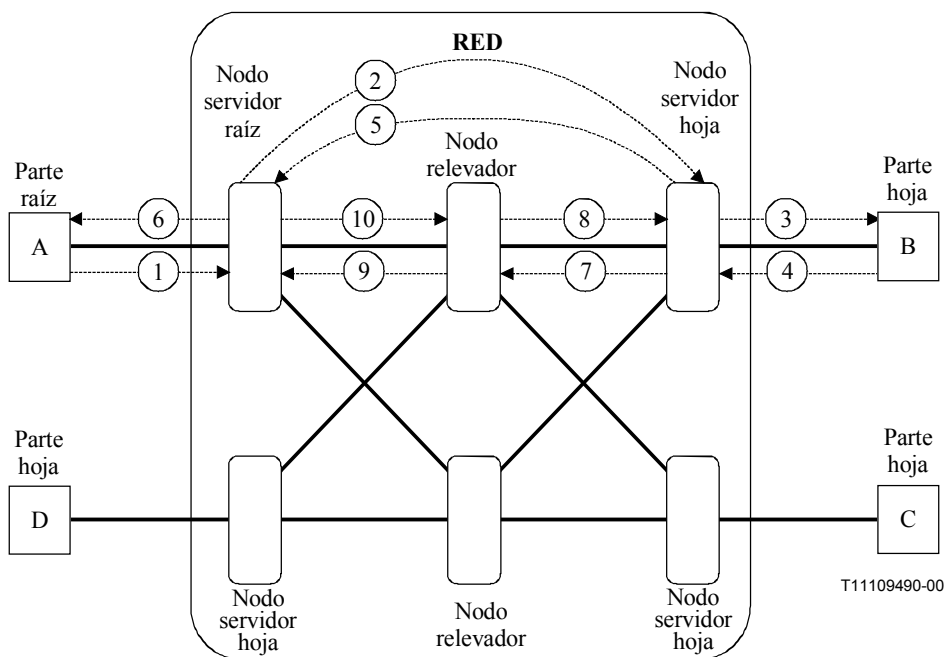 RED
Nodo
servidor
raíz
2
Nodo
servidor
hoja
5
Nodo
relevador
Parte
raíz
Parte
hoja
6
10
8
3
A
B
1
9
7
4
Parte
hoja
Parte
hoja
D
C
T11109490-00
Nodo
servidor
hoja
Nodo
relevador
Nodo
servidor
hoja